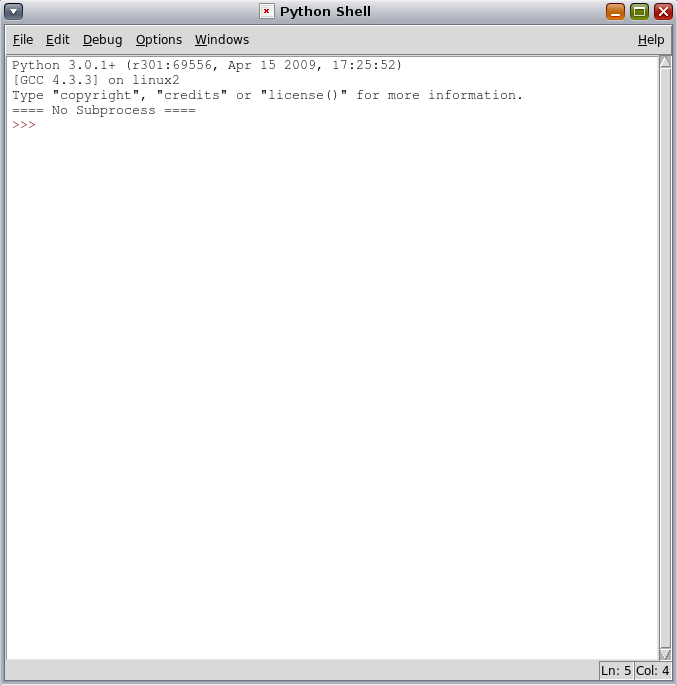 Python Shell
File Edit Debug Options Windows Help
Python 3.0.1+ (r301:69556, Apr 15 2009, 17:25:52)
[GCC 4.3.3] on linux2
Type "copyright", "credits" or "license()" for more information.
==== No Subprocess ====
>>>
Ln: 5 Col: 4